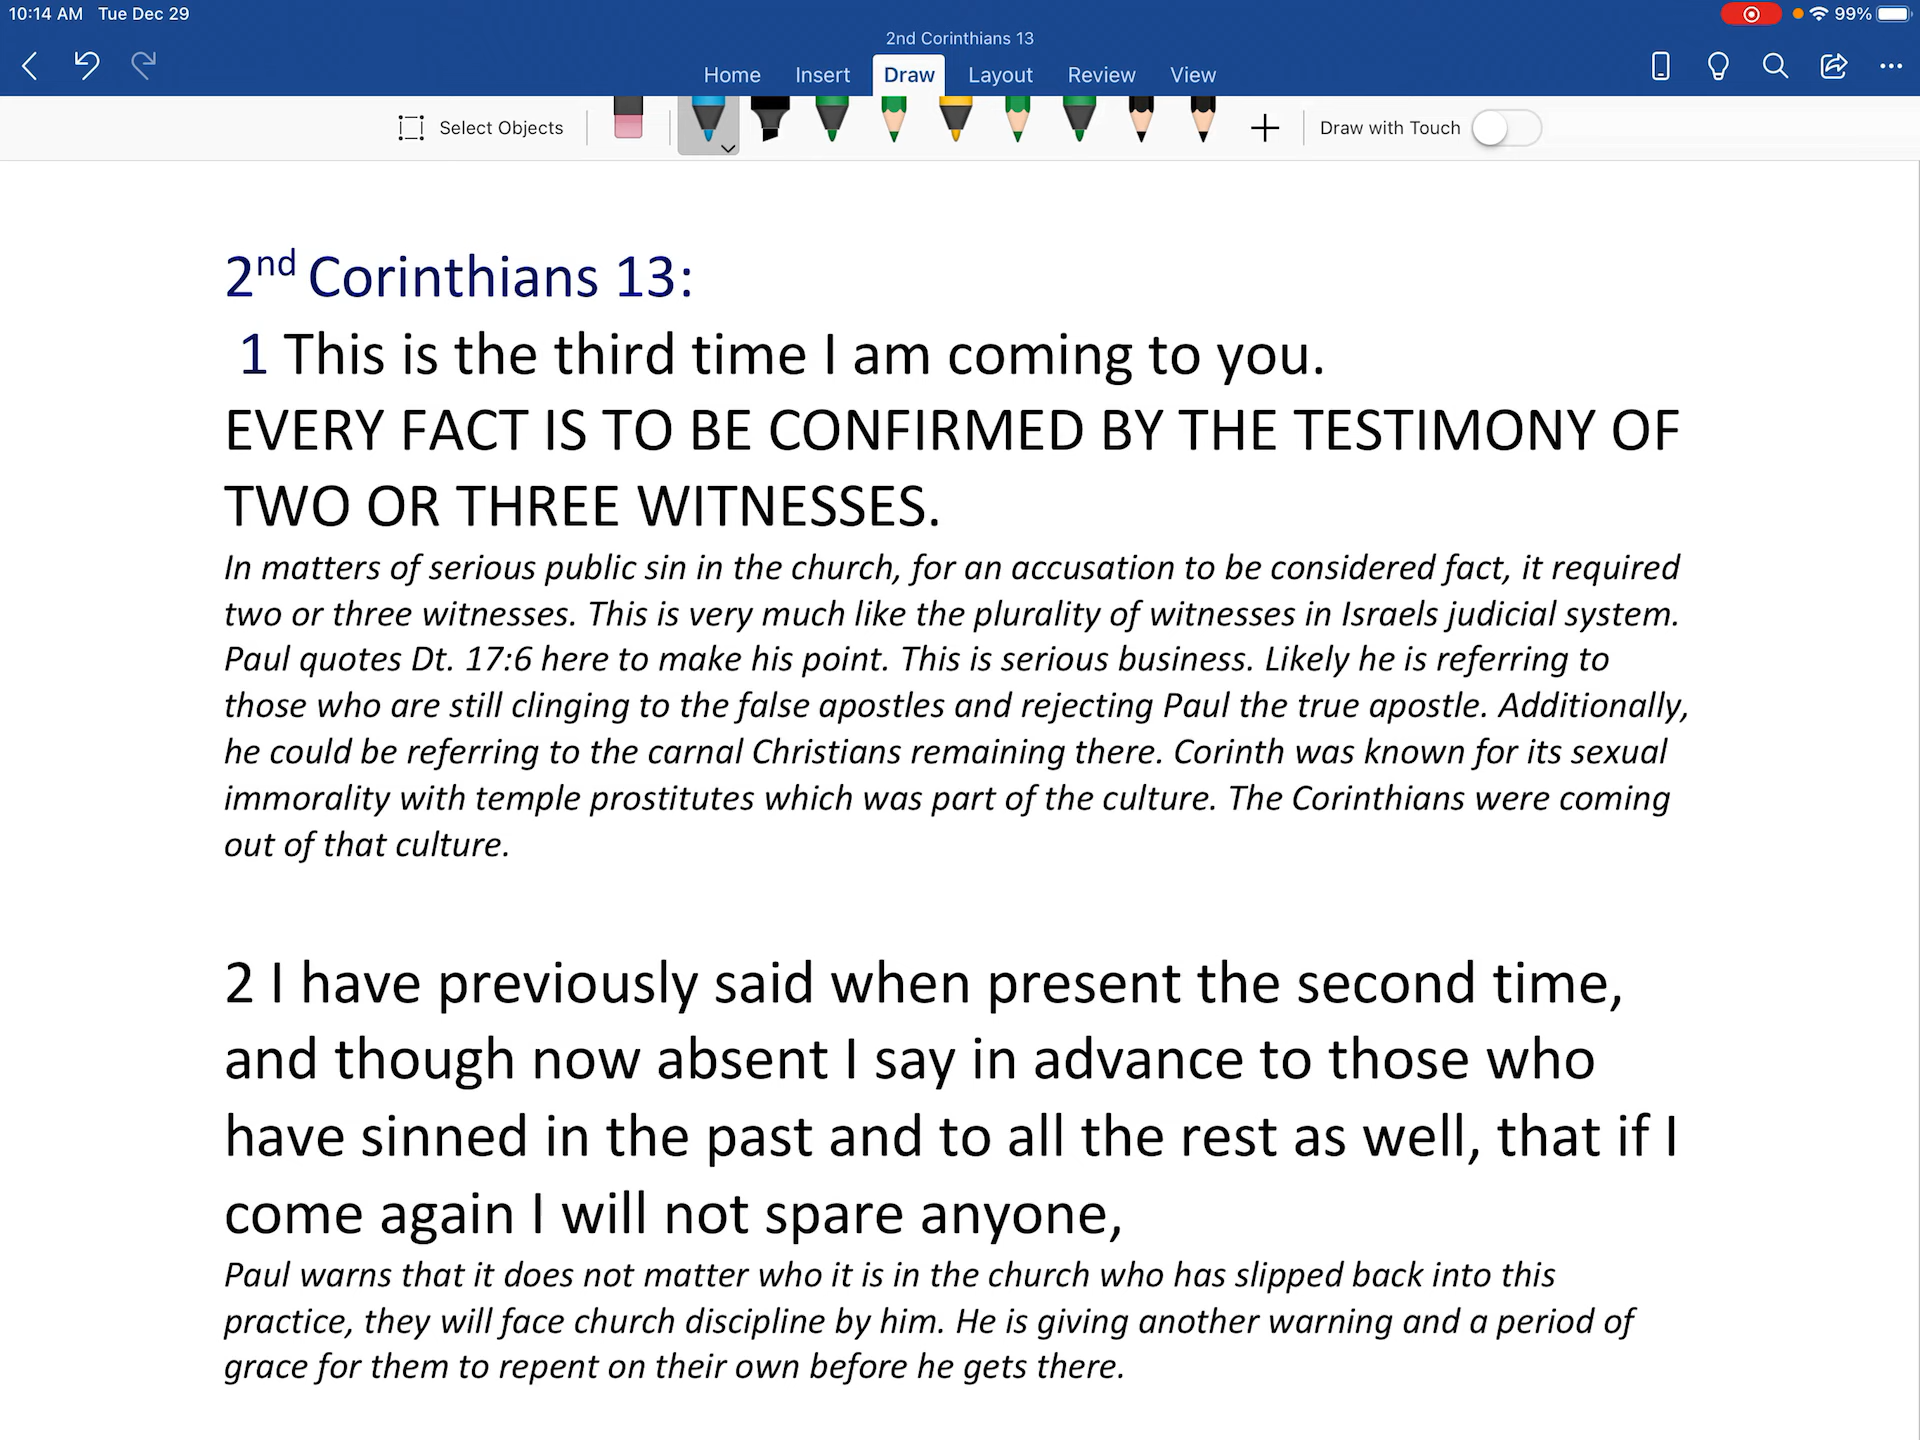 10:14 AM Tue Dec 29
99%
2nd Corinthians 13
Home Insert Draw Layout Review View
Select Objects
Draw with Touch
2nd Corinthians 13:
1 This is the third time I am coming to you.
EVERY FACT IS TO BE CONFIRMED BY THE TESTIMONY OF
TWO OR THREE WITNESSES.
In matters of serious public sin in the church, for an accusation to be considered fact, it required
two or three witnesses. This is very much like the plurality of witnesses in Israels judicial system.
Paul quotes Dt. 17:6 here to make his point. This is serious business. Likely he is referring to
those who are still clinging to the false apostles and rejecting Paul the true apostle. Additionally,
he could be referring to the carnal Christians remaining there. Corinth was known for its sexual
immorality with temple prostitutes which was part of the culture. The Corinthians were coming
out of that culture.
2 I have previously said when present the second time,
and though now absent I say in advance to those who
have sinned in the past and to all the rest as well, that if I
come again I will not spare anyone,
Paul warns that it does not matter who it is in the church who has slipped back into this
practice, they will face church discipline by him. He is giving another warning and a period of
grace for them to repent on their own before he gets there.